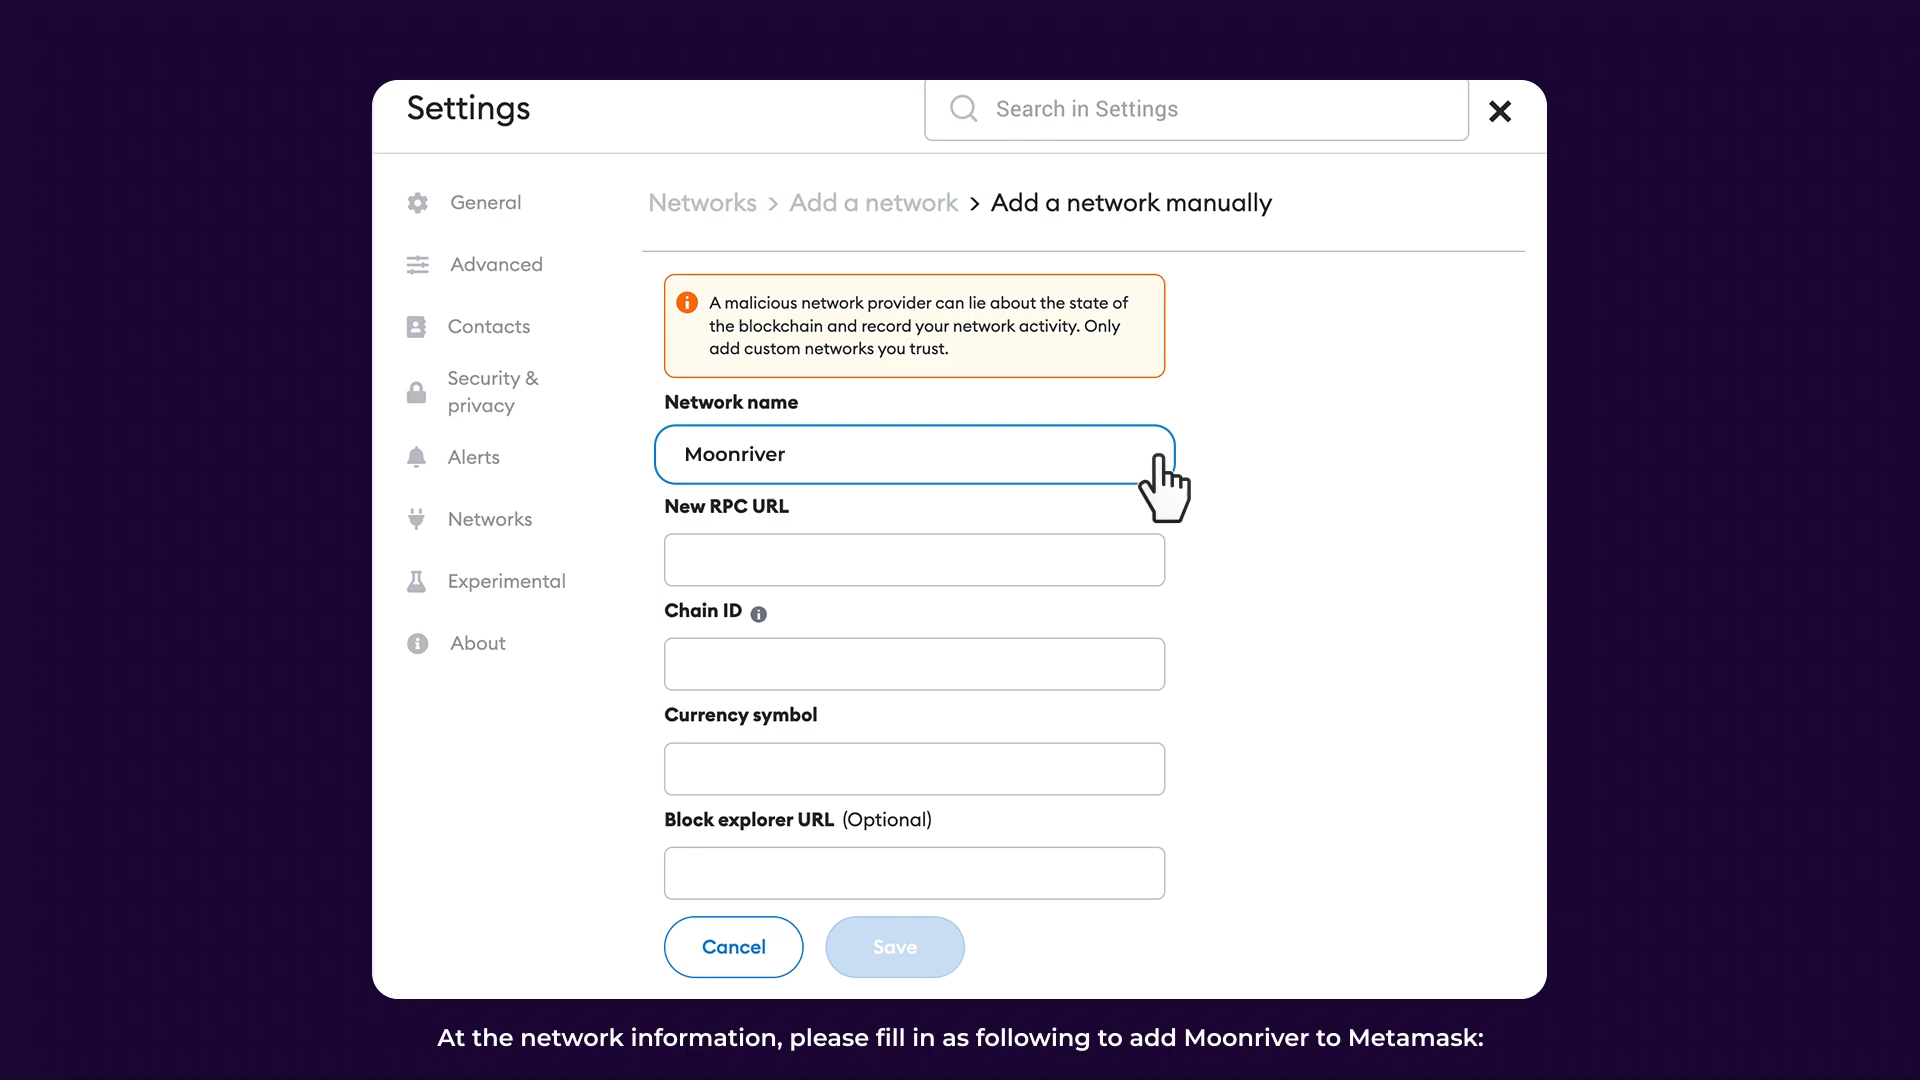 Settings
Search in Settings
General
Advanced
Contacts
Security &
privacy
Alerts
Networks
Experimental
About
Networks > Add a network > Add a network manually
A malicious network provider can lie about the state of
the blockchain and record your network activity. Only
add custom networks you trust.
Network name
Moonriver
New RPC URL
Chain ID
Currency symbol
Block explorer URL (Optional)
Cancel
Save
At the network information, please fill in as following to add Moonriver to Metamask: